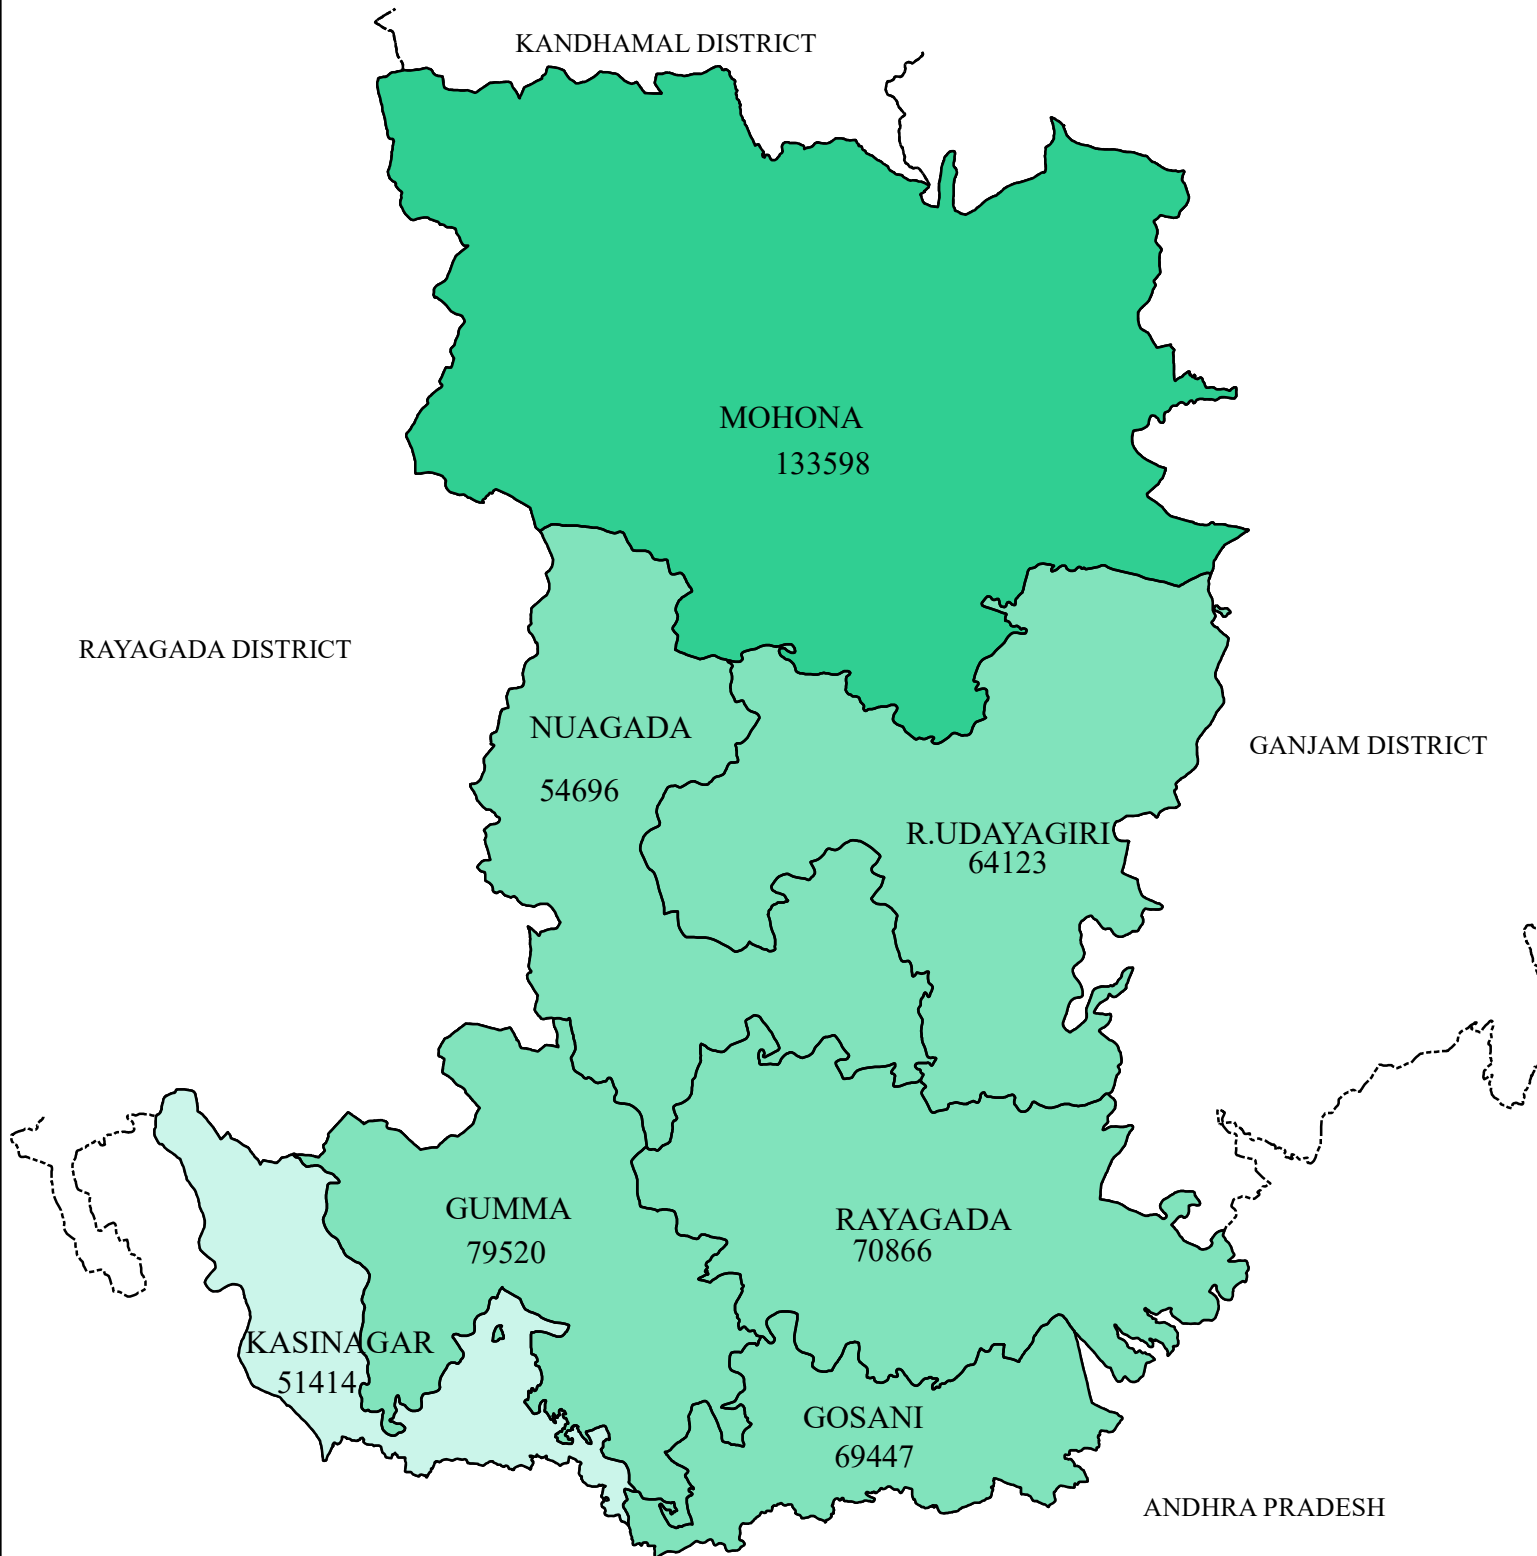 KANDHAMAL DISTRICT
MOHONA
133598
RAYAGADA DISTRICT
NUAGADA
54696
GANJAM DISTRICT
R.UDAYAGIRI
64123
GUMMA
79520
RAYAGADA
70866
KASINAGAR
51414
GOSANI
69447
ANDHRA PRADESH